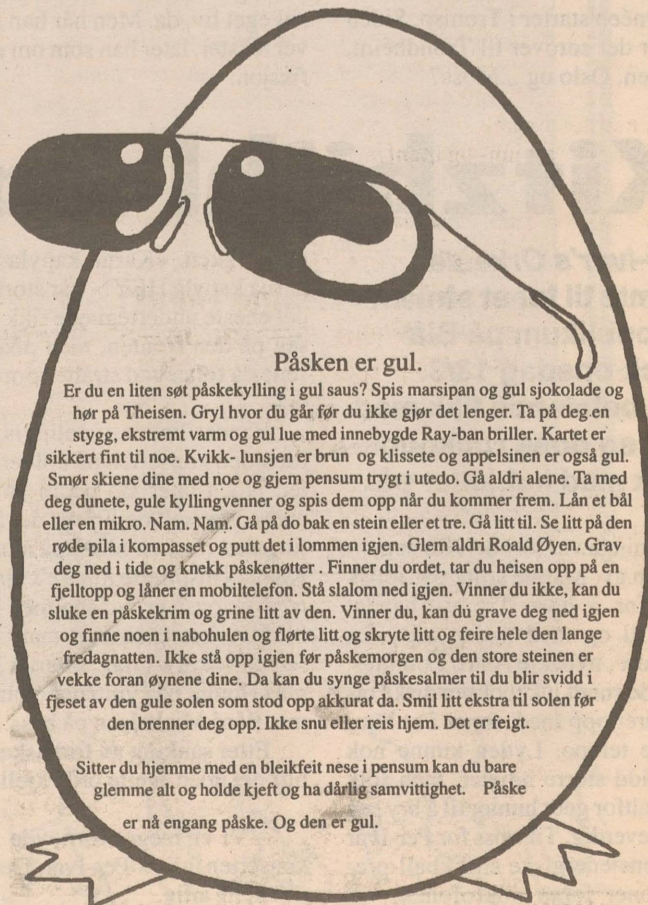 Påsken er gul.
Er du en liten søt påskekylling i gul saus? Spis marsipan og gul sjokolade og
hør på Theisen. Gryl hvor du går før du ikke gjør det lenger. Ta på deg en
stygg, ekstremt varm og gul lue med innebygde Ray-ban briller. Kartet er
sikkert fint til noe. Kvikk- lunsjen er brun og klissete og appelsinen er også gul.
Smør skiene dine med noe og gjem pensum trygt i utedo. Gå aldri alene. Ta med
deg dunete, gule kyllingvenner og spis dem opp når du kommer frem. Lån et bål
eller en mikro. Nam. Nam. Gå på do bak en stein eller et tre. Gå litt til. Se litt på den
røde pila i kompasset og putt det i lommen igjen. Glem aldri Roald Øyen. Grav
deg ned i tide og knekk påskenøtter . Finner du ordet, tar du heisen opp på en
fjelltopp og låner en mobiltelefon. Stå slalom ned igjen. Vinner du ikke, kan du
sluke en påskekrim og grine litt av den. Vinner du, kan du grave deg ned igjen
og finne noen i nabohulen og flørte litt og skryte litt og feire hele den lange
fredagnatten. Ikke stå opp igjen før påskemorgen og den store steinen er
vekke foran øynene dine. Da kan du synge påskesalmer til du blir svidd i
fjeset av den gule solen som stod opp akkurat da. Smil litt ekstra til solen før
den brenner deg opp. Ikke snu eller reis hjem. Det er feigt.
Sitter du hjemme med en bleikfeit nese i pensum kan du bare
glemme alt og holde kjeft og ha dårlig samvittighet. Påske
er nå engang påske. Og den er gul.